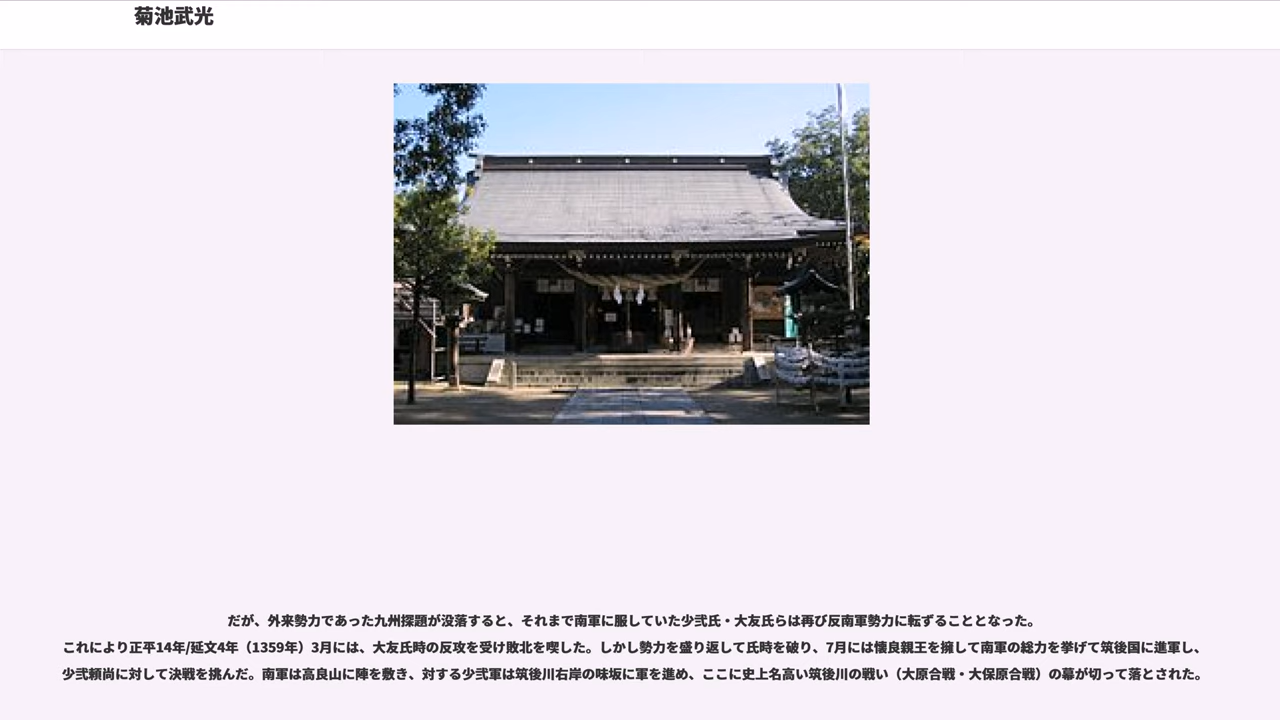 菊池武光
だが、外来勢力であった九州探題が没落すると、それまで南軍に服していた少弐氏・大友氏らは再び反南軍勢力に転ずることとなった。
これにより正平14年/延文4年（1359年）3月には、大友氏時の反攻を受け敗北を喫した。しかし勢力を盛り返して氏時を破り、7月には懐良親王を擁して南軍の総力を挙げて筑後国に進軍し、
少弐頼尚に対して決戦を挑んだ。南軍は高良山に陣を敷き、対する少弐軍は筑後川右岸の味坂に軍を進め、ここに史上名高い筑後川の戦い（大原合戦・大保原合戦）の幕が切って落とされた。